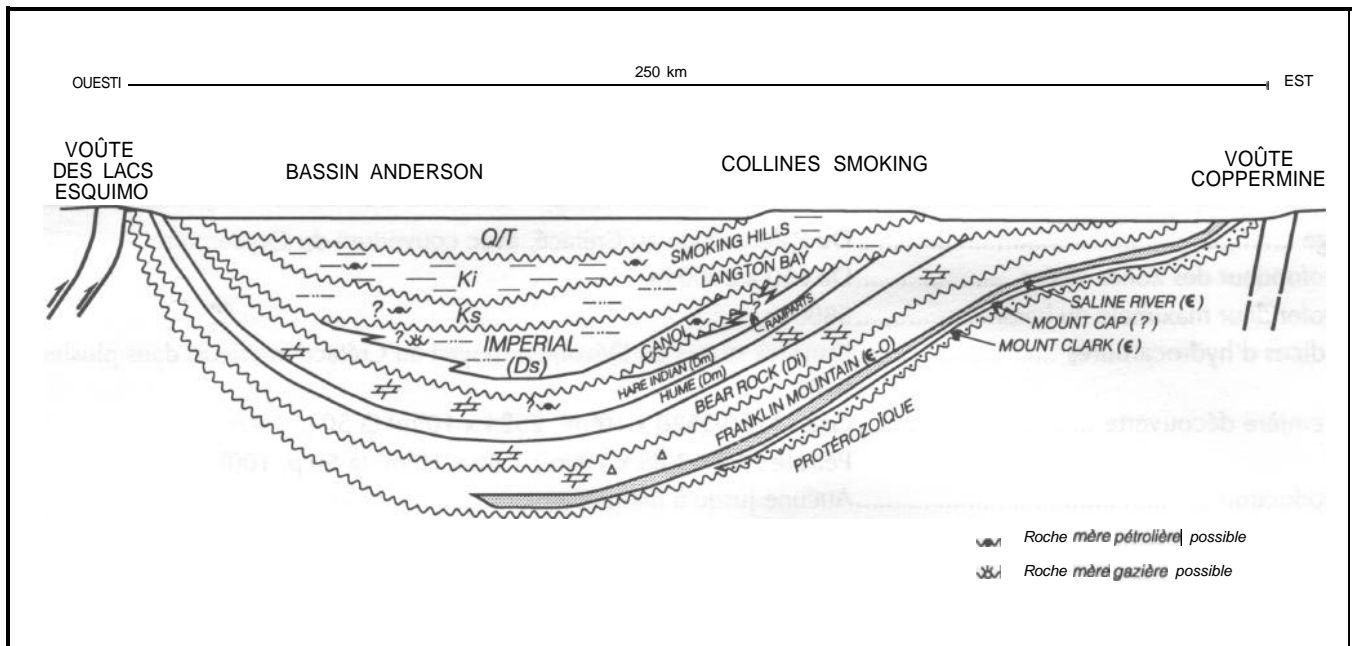 250 km
OUESTI
EST
VOÛTE
DES LACS
ESQUIMO
BASSIN ANDERSON
COLLINES SMOKING
VOÛTE
COPPERMINE
Q/T
SMOKING HILLS
Ki
LANGTON BAY
?
Ks
?
IMPERIAL
(Ds)
CANOL
RAMPARTS
HARE INDIAN (Dm)
HUME (Dm)
?
BEAR ROCK (DI)
FRANKLIN MOUNTAIN (Є-O)
SALINE RIVER (Є)
MOUNT CAP (?)
MOUNT CLARK (Є)
PROTÉROZOÏQUE
Roche mère pétrolière possible
Roche mère gazière possible